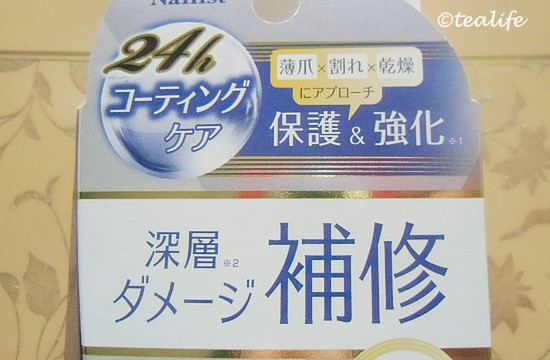 ©tealife
Nailist
24h
コーティング
ケア
薄爪×割れ×乾燥
にアプローチ
保護&強化※1
深層※2
ダメージ
補修